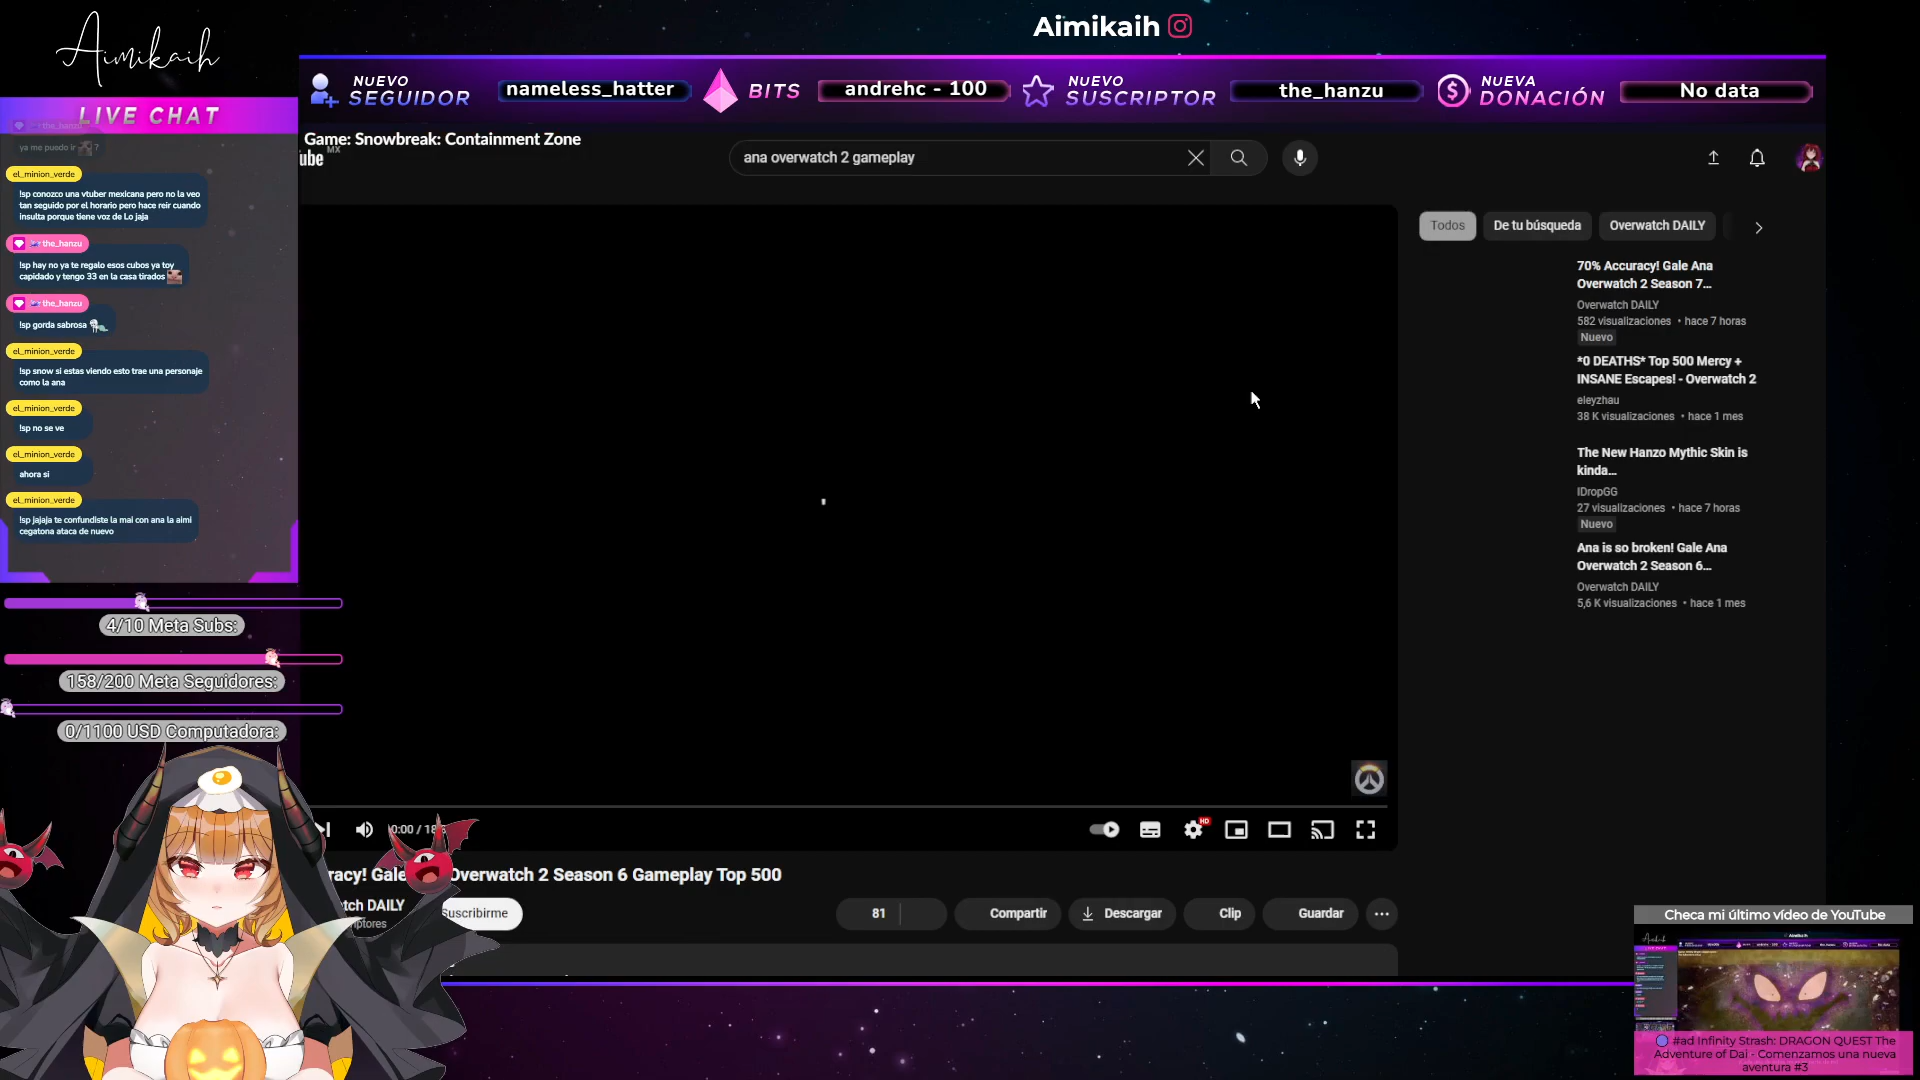 Aimikaih
Aimikaih
NUEVO
SEGUIDOR
nameless_hatter
BITS
andrehc - 100
NUEVO
SUSCRIPTOR
the_hanzu
NUEVA
DONACIÓN
No data
LIVE CHAT
the_hanzu
ya me puedo ir ?
el_minion_verde
!sp conozco una vtuber mexicana pero no la veo
tan seguido por el horario pero hace reir cuando
insulta porque tiene voz de Lo jaja
the_hanzu
!sp hay no ya te regalo esos cubos ya toy
capidado y tengo 33 en la casa tirados
the_hanzu
!sp gorda sabrosa
el_minion_verde
!sp snow si estas viendo esto trae una personaje
como la ana
el_minion_verde
!sp no se ve
el_minion_verde
ahora si
el_minion_verde
!sp jajaja te confundiste la mai con ana la aimi
cegatona ataca de nuevo
4/10 Meta Subs:
158/200 Meta Seguidores:
0/1100 USD Computadora:
Game: Snowbreak: Containment Zone
ube MX
ana overwatch 2 gameplay
Todos
De tu búsqueda
Overwatch DAILY
70% Accuracy! Gale Ana
Overwatch 2 Season 7...
Overwatch DAILY
582 visualizaciones • hace 7 horas
Nuevo
*0 DEATHS* Top 500 Mercy +
INSANE Escapes! - Overwatch 2
eleyzhau
38 K visualizaciones • hace 1 mes
The New Hanzo Mythic Skin is
kinda...
IDropGG
27 visualizaciones • hace 7 horas
Nuevo
Ana is so broken! Gale Ana
Overwatch 2 Season 6...
Overwatch DAILY
5,6 K visualizaciones • hace 1 mes
0:00 / 18
HD
racy! Gale Overwatch 2 Season 6 Gameplay Top 500
tch DAILY
iptores
Suscribirme
81
Compartir
Descargar
Clip
Guardar
Checa mi último vídeo de YouTube
#ad Infinity Strash: DRAGON QUEST The
Adventure of Dai - Comenzamos una nueva
aventura #3